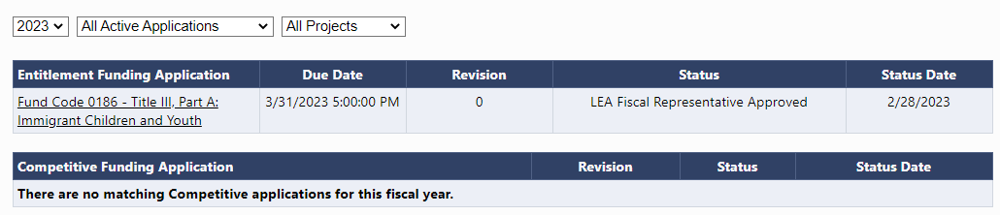 2023 All Active Applications All Projects
Entitlement Funding Application Due Date Revision Status Status Date
Fund Code 0186 - Title III, Part A: 3/31/2023 5:00:00 PM 0 LEA Fiscal Representative Approved 2/28/2023
Immigrant Children and Youth
Competitive Funding Application Revision Status Status Date
There are no matching Competitive applications for this fiscal year.